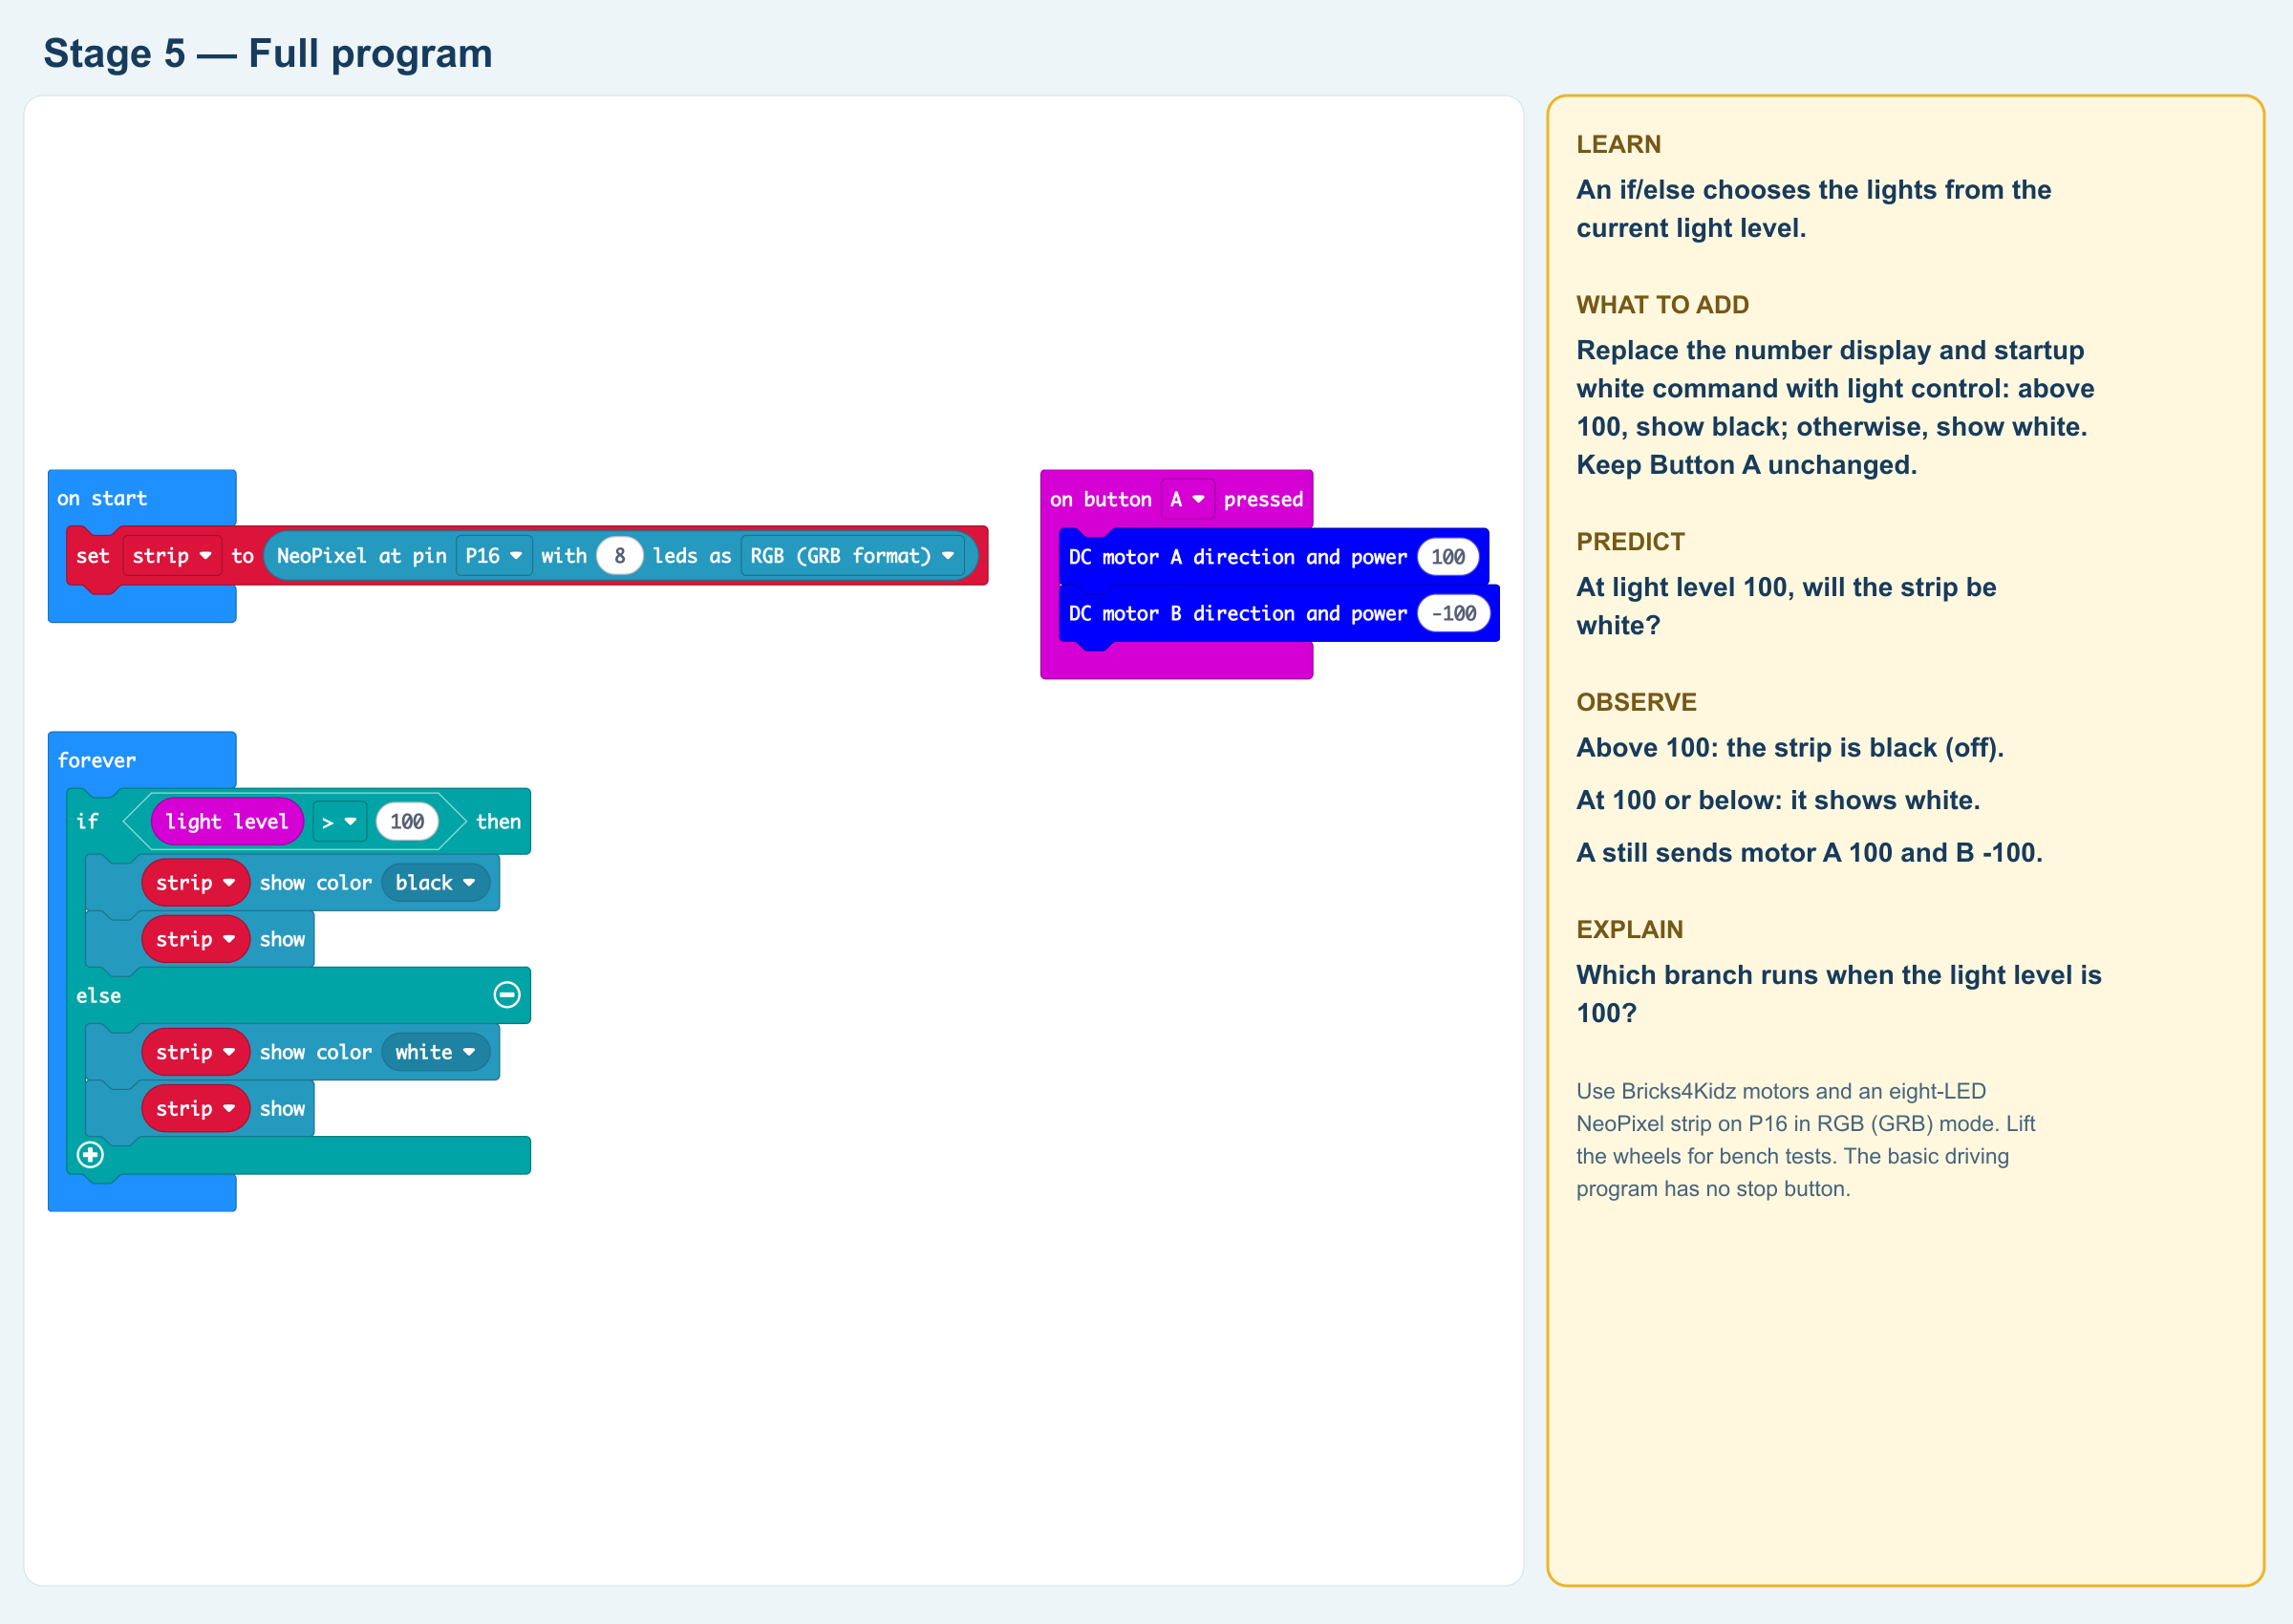 Stage 5 — Full program
on start
set strip to NeoPixel at pin P16 with 8 leds as RGB (GRB format)
on button A pressed
DC motor A direction and power 100
DC motor B direction and power -100
forever
if light level > 100 then
strip show color black
strip show
else
strip show color white
strip show
LEARN
An if/else chooses the lights from the
current light level.
WHAT TO ADD
Replace the number display and startup
white command with light control: above
100, show black; otherwise, show white.
Keep Button A unchanged.
PREDICT
At light level 100, will the strip be
white?
OBSERVE
Above 100: the strip is black (off).
At 100 or below: it shows white.
A still sends motor A 100 and B -100.
EXPLAIN
Which branch runs when the light level is
100?
Use Bricks4Kidz motors and an eight-LED
NeoPixel strip on P16 in RGB (GRB) mode. Lift
the wheels for bench tests. The basic driving
program has no stop button.